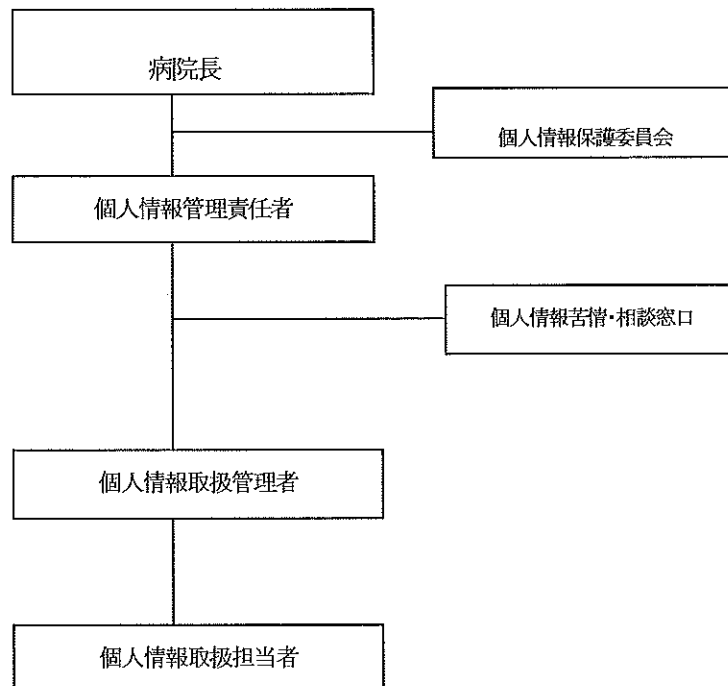 病院長
個人情報保護委員会
個人情報管理責任者
個人情報苦情・相談窓口
個人情報取扱管理者
個人情報取扱担当者